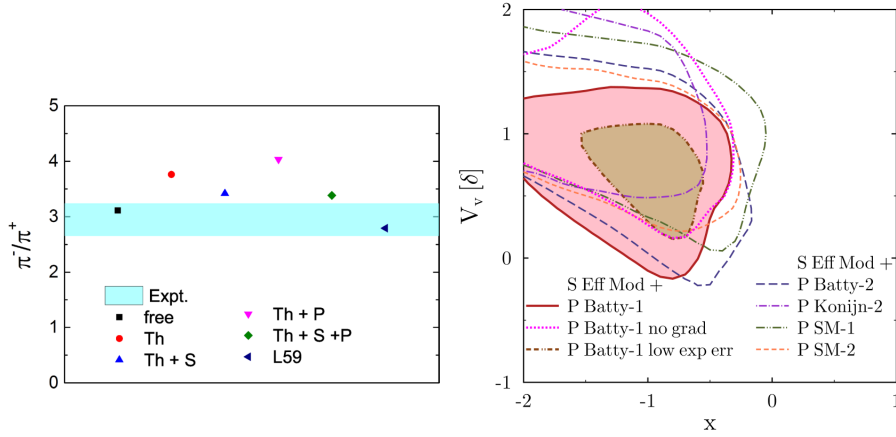 5
4
3
2
1
0
π⁻/π⁺
Expt.
free
Th
Th + S
Th + P
Th + S +P
L59
2
1
0
-1
V_v [δ]
-2
-1
0
1
x
S Eff Mod +
P Batty-1
P Batty-1 no grad
P Batty-1 low exp err
S Eff Mod +
P Batty-2
P Konijn-2
P SM-1
P SM-2